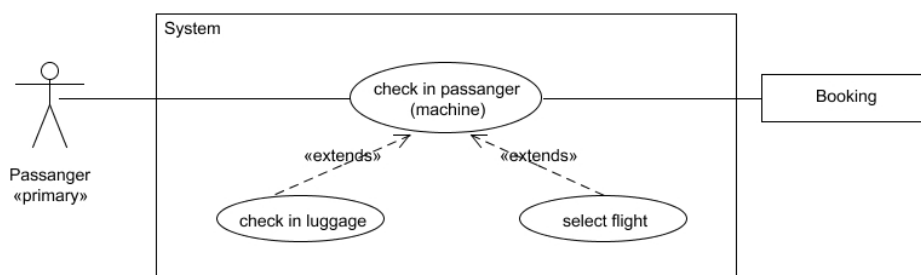 System
check in passanger
(machine)
Booking
«extends»
«extends»
Passanger
«primary»
check in luggage
select flight